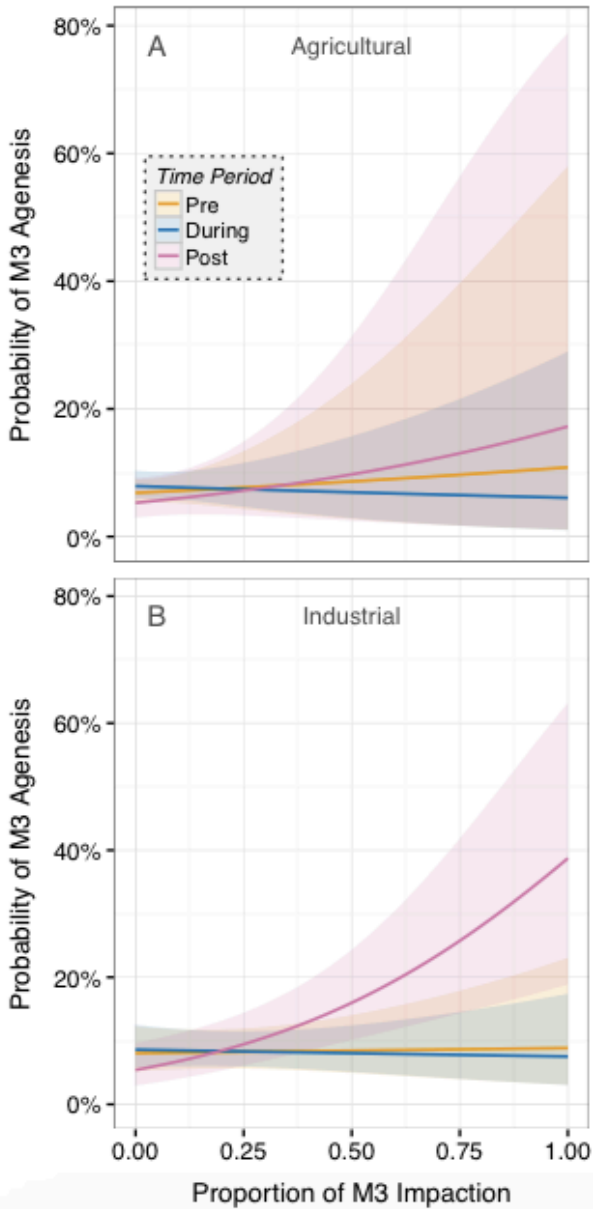 A
Agricultural
80%
60%
40%
20%
0%
Probability of M3 Agenesis
Time Period
Pre
During
Post
B
Industrial
80%
60%
40%
20%
0%
Probability of M3 Agenesis
0.00 0.25 0.50 0.75 1.00
Proportion of M3 Impaction